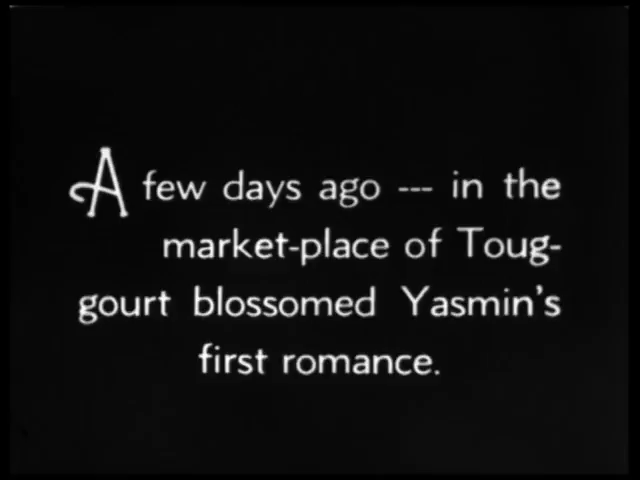 A few days ago --- in the
market-place of Toug-
gourt blossomed Yasmin's
first romance.